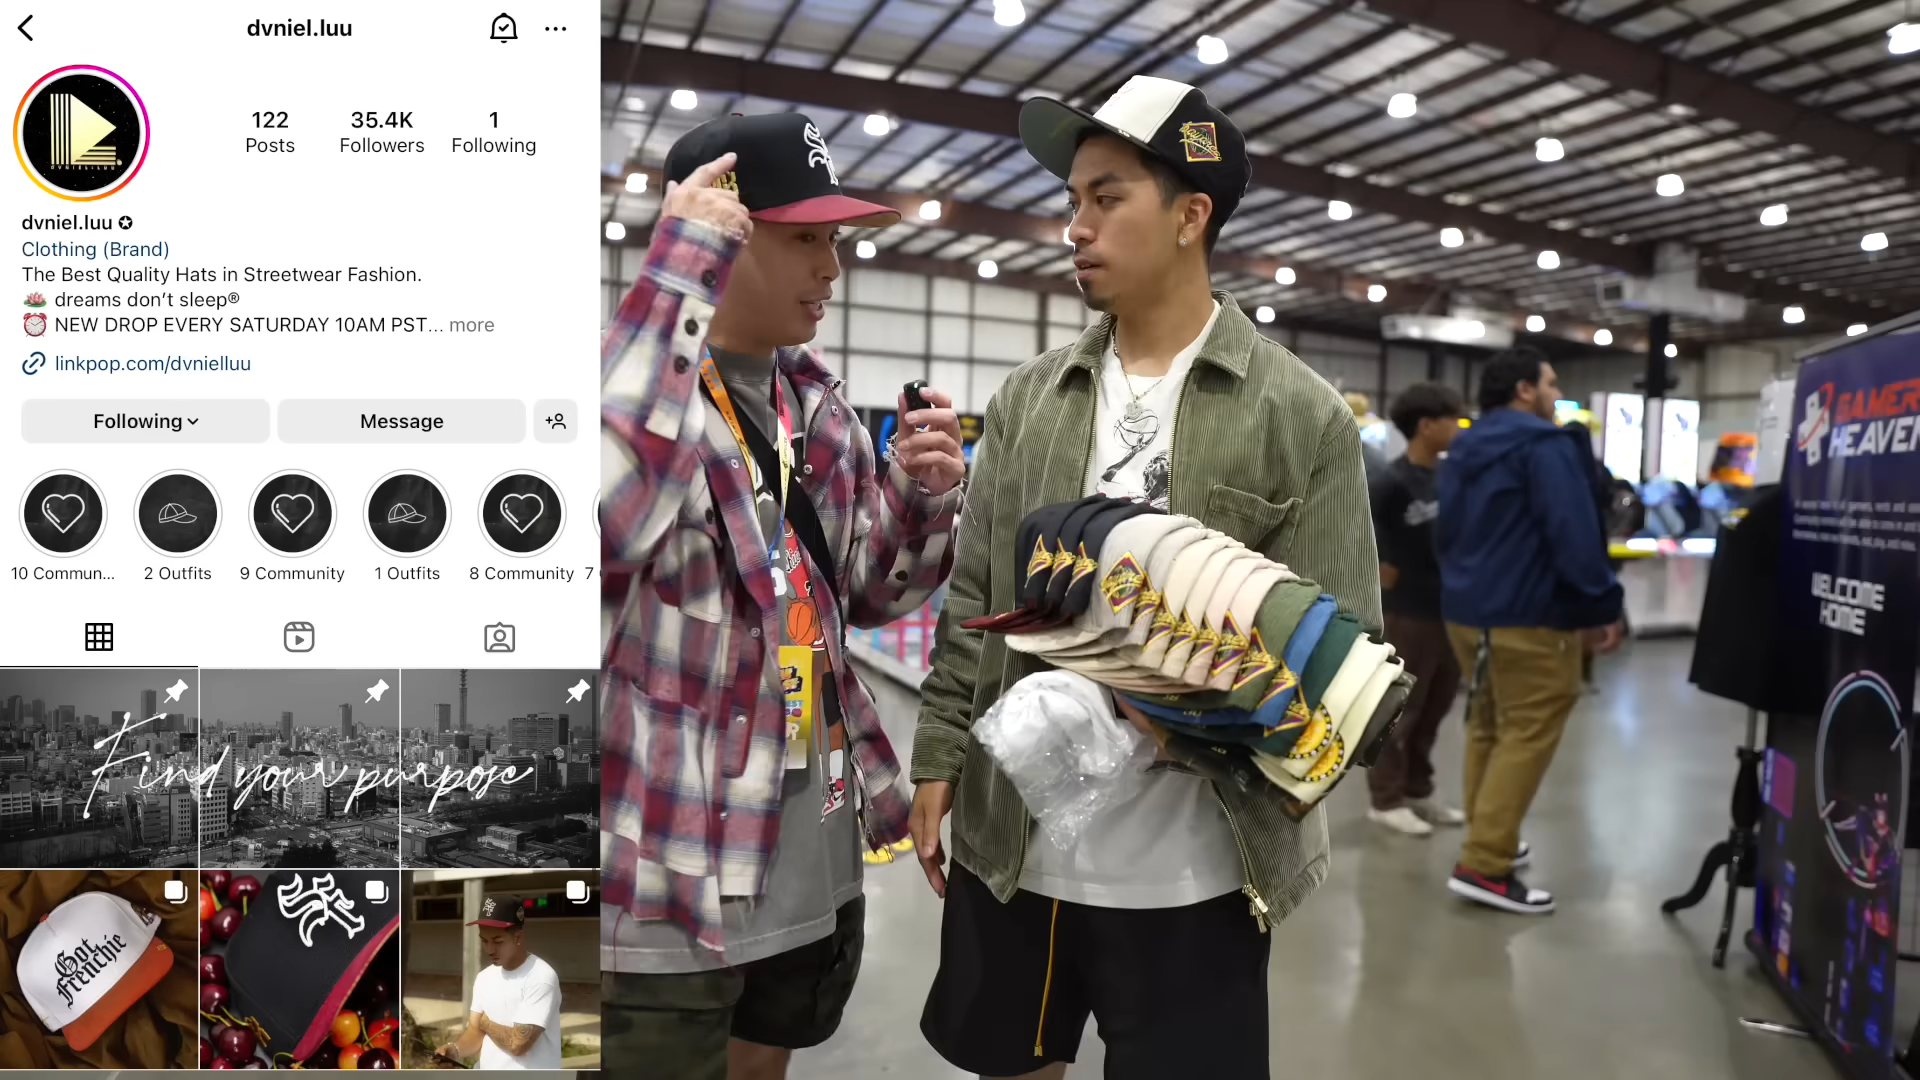 dvniel.luu
122
Posts
35.4K
Followers
1
Following
dvniel.luu
Clothing (Brand)
The Best Quality Hats in Streetwear Fashion.
🪷 dreams don't sleep®
⏰ NEW DROP EVERY SATURDAY 10AM PST... more
linkpop.com/dvnielluu
Following
Message
10 Commun...
2 Outfits
9 Community
1 Outfits
8 Community
7
Find your purpose
Got
Frenchie
GAMERS
HEAVEN
WELCOME
HOME